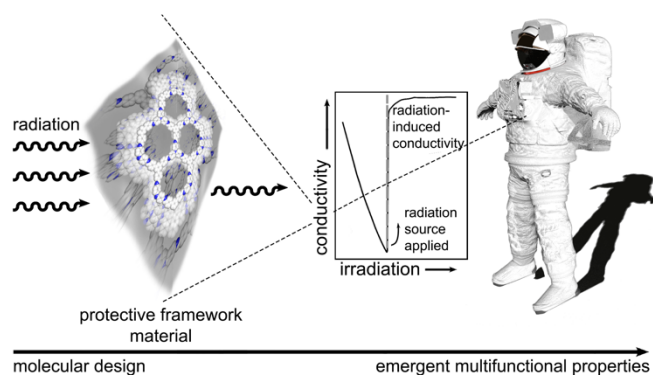 radiation
protective framework
material
conductivity
irradiation
radiation-
induced conductivity
radiation
source
applied
molecular design
emergent multifunctional properties